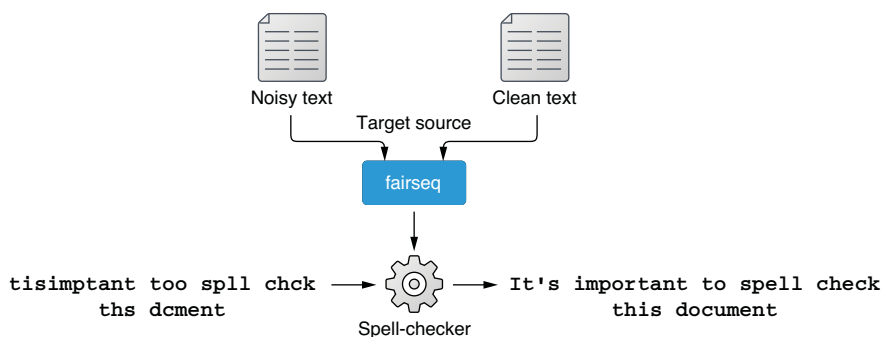 Noisy text
Clean text
Target source
fairseq
tisimptant too spll chck
ths dcment
It's important to spell check
this document
Spell-checker